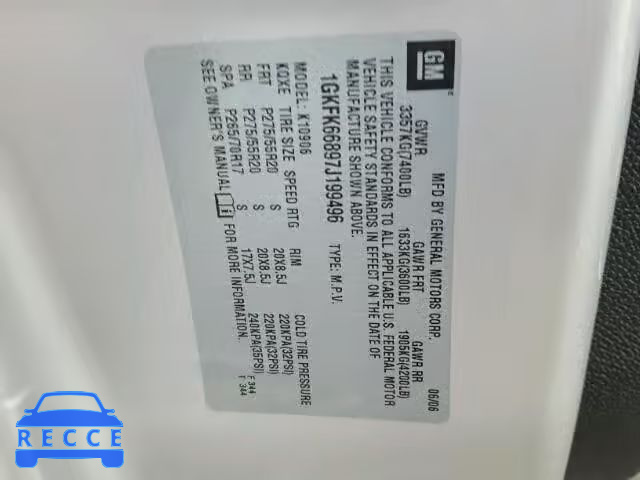 GM
MFD BY GENERAL MOTORS CORP. 06/06
GVWR GAWR FRT GAWR RR
3357KG(7400LB) 1633KG(3600LB) 1905KG(4200LB)
THIS VEHICLE CONFORMS TO ALL APPLICABLE U.S. FEDERAL MOTOR
VEHICLE SAFETY STANDARDS IN EFFECT ON THE DATE OF
MANUFACTURE SHOWN ABOVE.
1GKFK66897J199496 TYPE: M.P.V.
MODEL: K10906
KQXE TIRE SIZE SPEED RTG RIM COLD TIRE PRESSURE
FRT P275/55R20 S 20X8.5J 220KPA(32PSI)
RR P275/55R20 S 20X8.5J 220KPA(32PSI)
SPA P265/70R17 S 17X7.5J 240KPA(35PSI)
SEE OWNER'S MANUAL FOR MORE INFORMATION.
F 344
T 344
RECCE